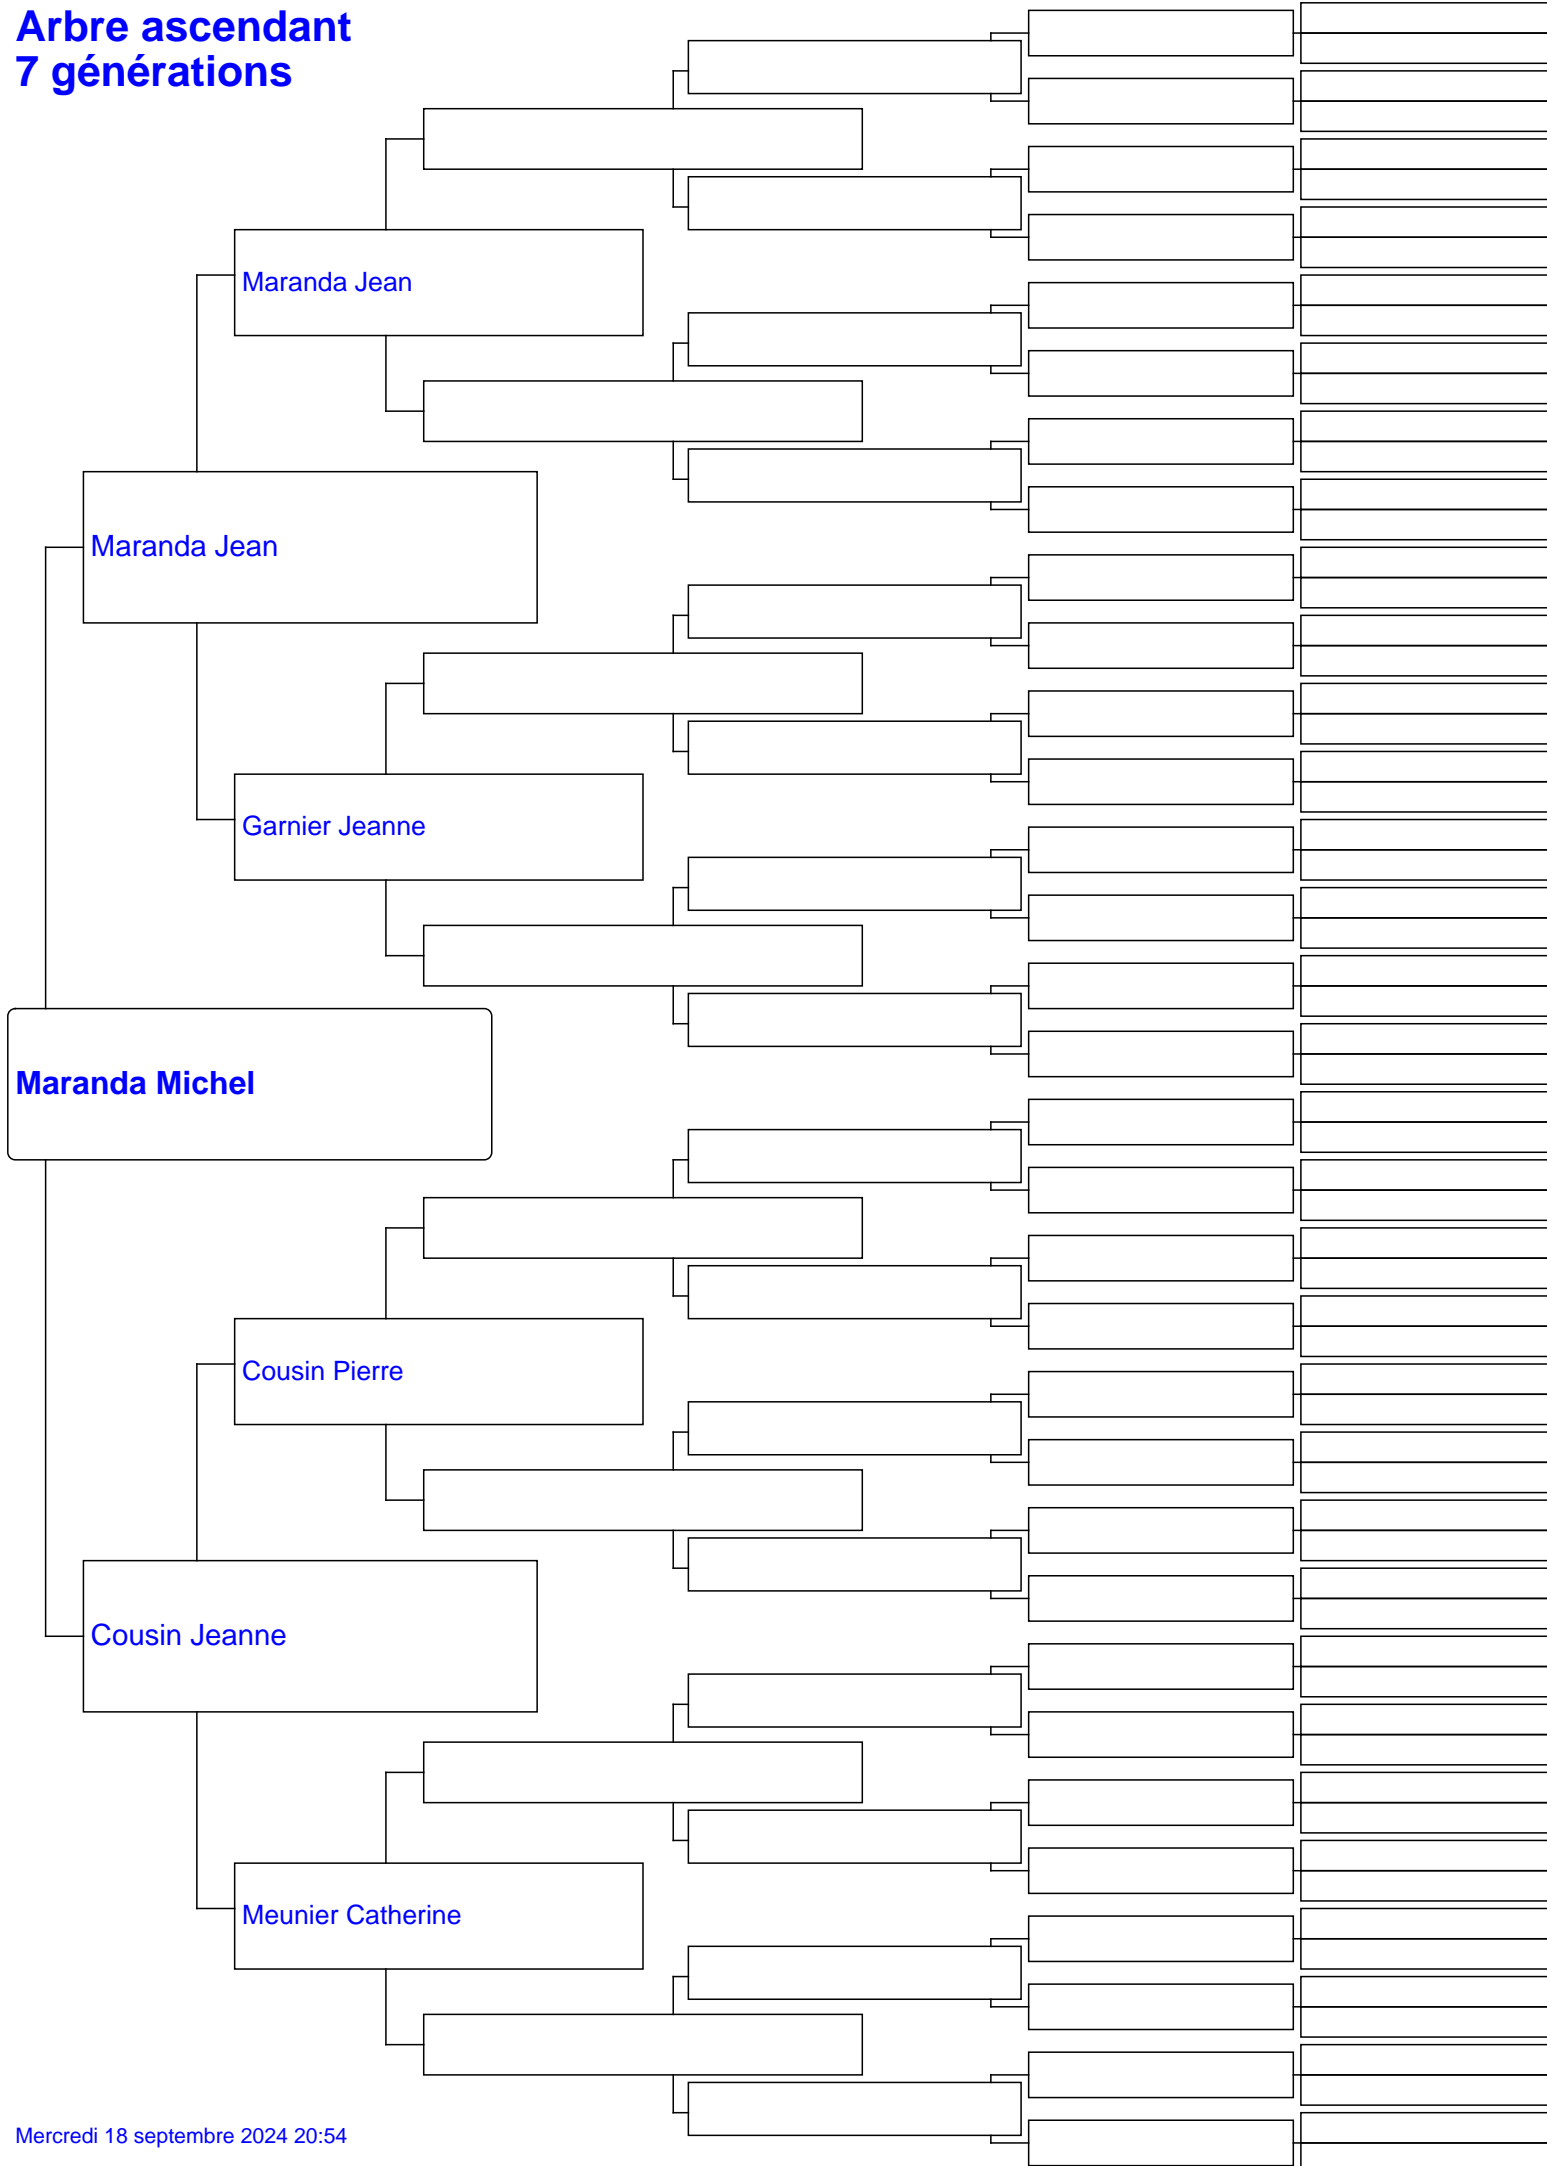 Arbre ascendant
7 générations
Maranda Jean
Maranda Jean
Garnier Jeanne
Maranda Michel
Cousin Pierre
Cousin Jeanne
Meunier Catherine
Mercredi 18 septembre 2024 20:54